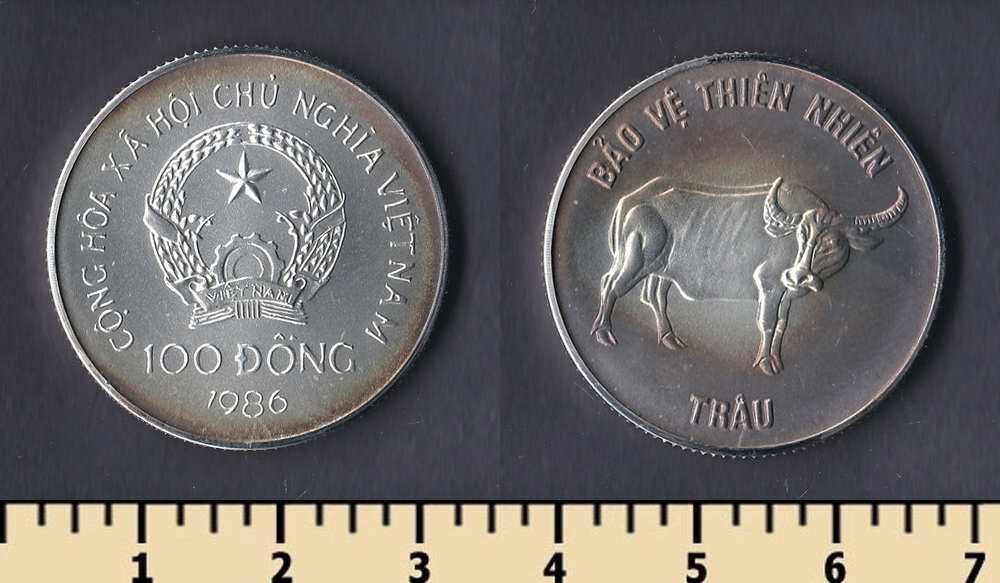 CỘNG HÒA XÃ HỘI CHỦ NGHĨA VIỆT NAM
VIỆT NAM
100 ĐỒNG
1986
BẢO VỆ THIÊN NHIÊN
TRÂU
1 2 3 4 5 6 7